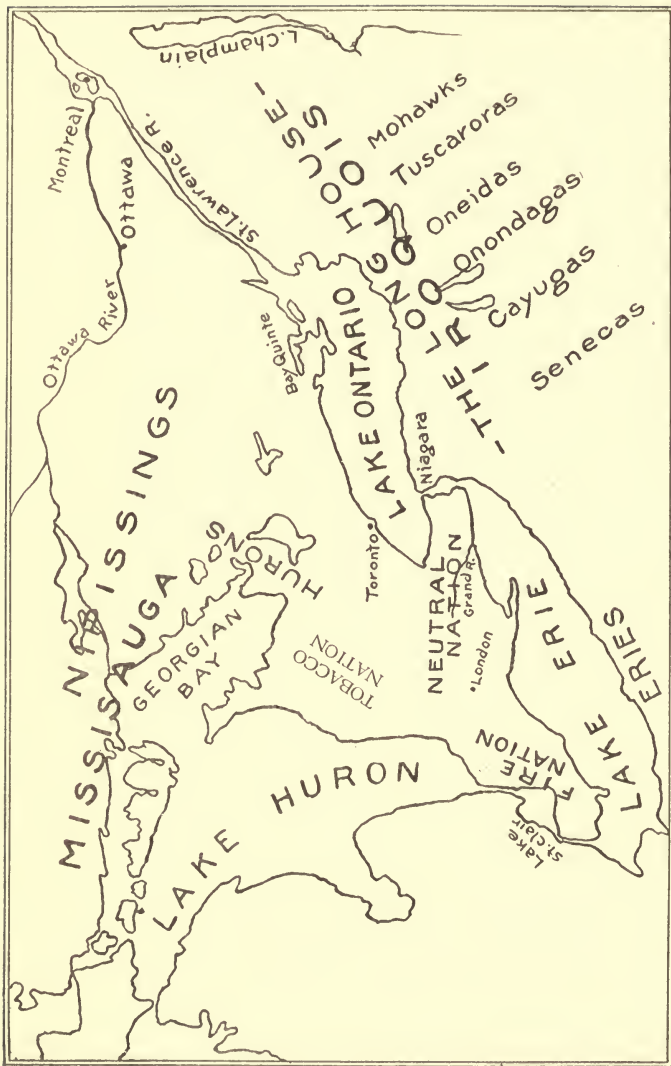 Montreal
Ottawa
Ottawa River
St. Lawrence R.
L. Champlain
NIPISSINGS
MISSISAUGAS
GEORGIAN
BAY
HURONS
TOBACCO
NATION
Toronto
Bay Quinte
LAKE ONTARIO
Niagara
-THE LONG HOUSE-
IROQUOIS
Mohawks
Tuscaroras
Oneidas
Onondagas
Cayugas
Senecas
NEUTRAL
NATION
Grand R.
London
LAKE HURON
FIRE
NATION
Lake
St. Clair
LAKE ERIE
ERIES